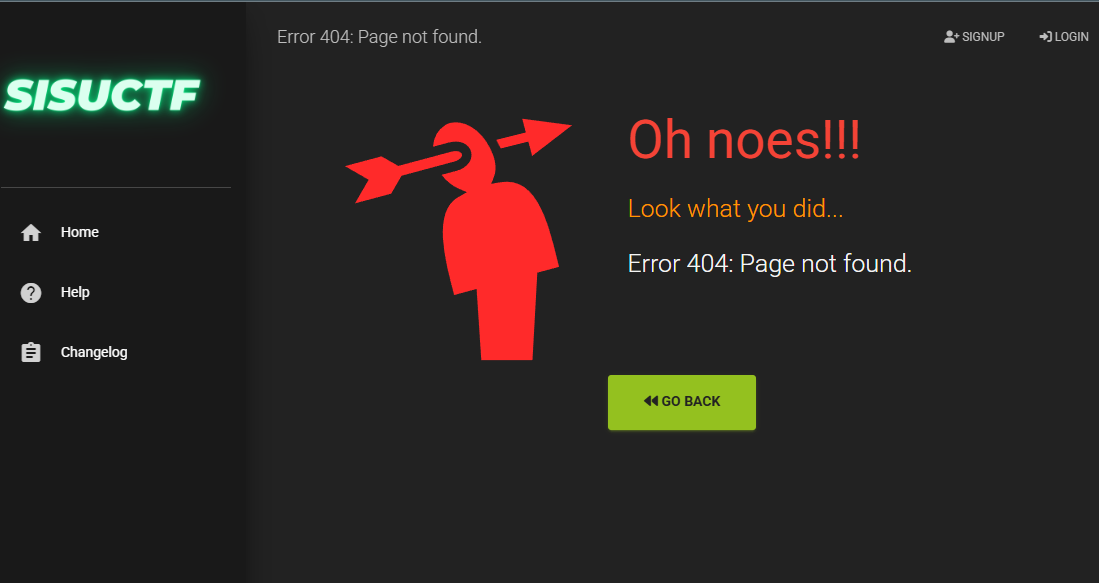 Error 404: Page not found.
SIGNUP
LOGIN
SISUCTF
Home
Help
Changelog
Oh noes!!!
Look what you did...
Error 404: Page not found.
GO BACK